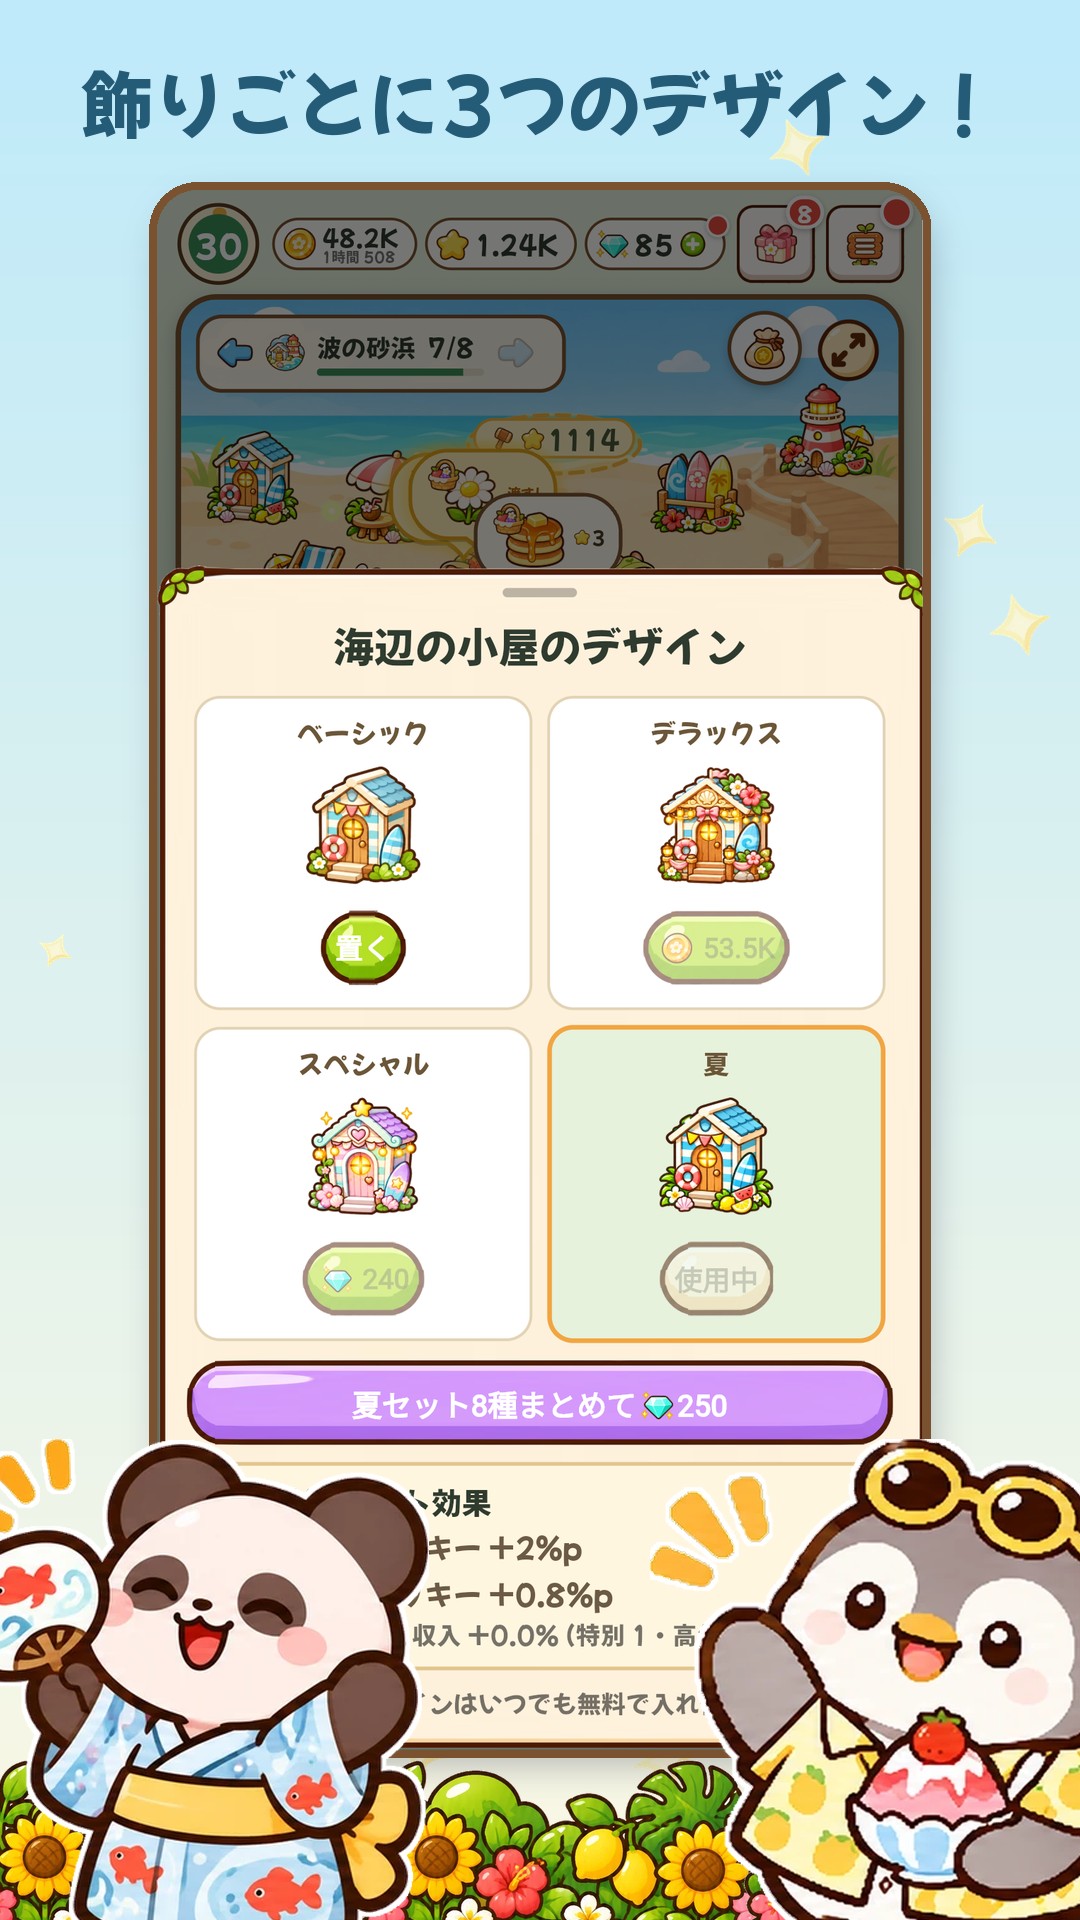 飾りごとに3つのデザイン！
30
48.2K
1時間 508
1.24K
85
8
波の砂浜 7/8
1114
3
海辺の小屋のデザイン
ベーシック
デラックス
置く
53.5K
スペシャル
夏
240
使用中
夏セット8種まとめて 250
ト効果
キー +2%p
ッキー +0.8%p
収入 +0.0% (特別 1・高
インはいつでも無料で入れ